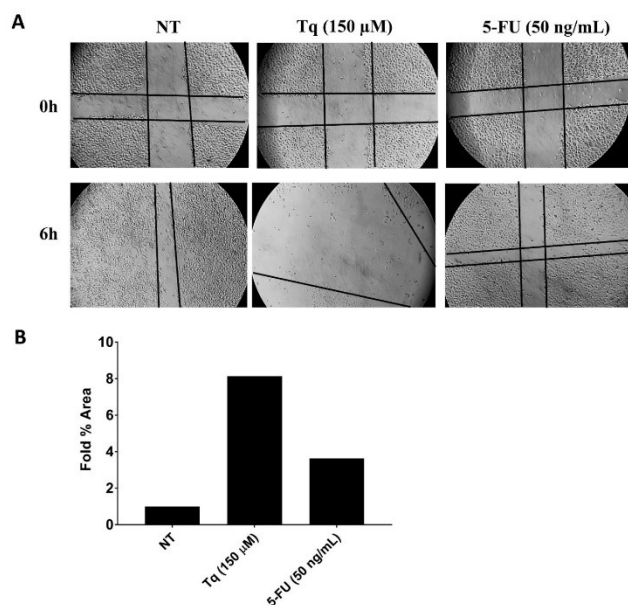 A
NT
Tq (150 µM)
5-FU (50 ng/mL)
0h
6h
B
Fold % Area
10
8
6
4
2
0
NT
Tq (150 µM)
5-FU (50 ng/mL)